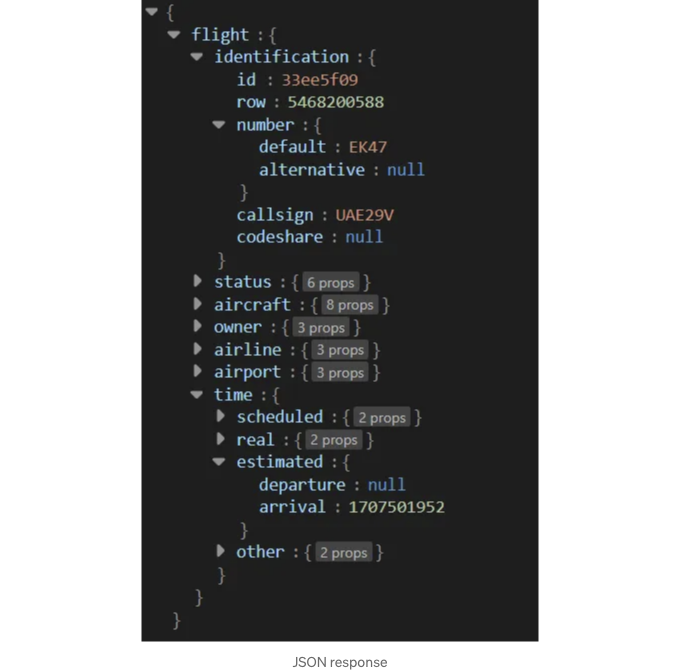 {
flight : {
identification : {
id : 33ee5f09
row : 5468200588
number : {
default : EK47
alternative : null
}
callsign : UAE29V
codeshare : null
}
status : { 6 props }
aircraft : { 8 props }
owner : { 3 props }
airline : { 3 props }
airport : { 3 props }
time : {
scheduled : { 2 props }
real : { 2 props }
estimated : {
departure : null
arrival : 1707501952
}
other : { 2 props }
}
}
}
JSON response